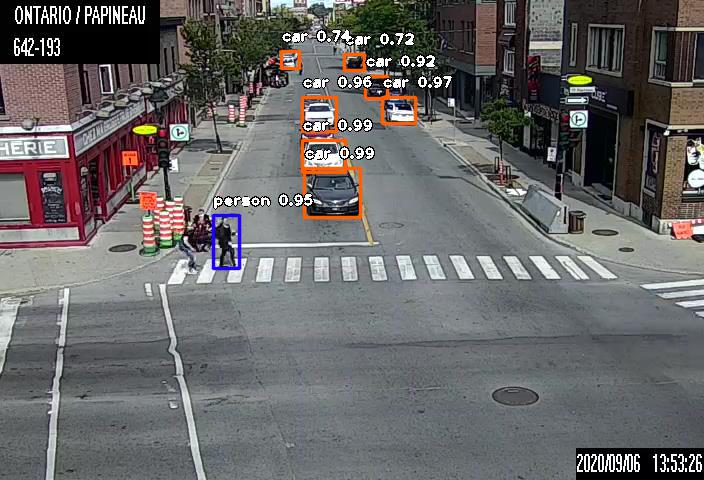 ONTARIO / PAPINEAU
642-193
car 0.74
car 0.72
car 0.92
car 0.96
car 0.97
car 0.99
car 0.99
person 0.95
CHERIE
2020/09/06 13:53:26